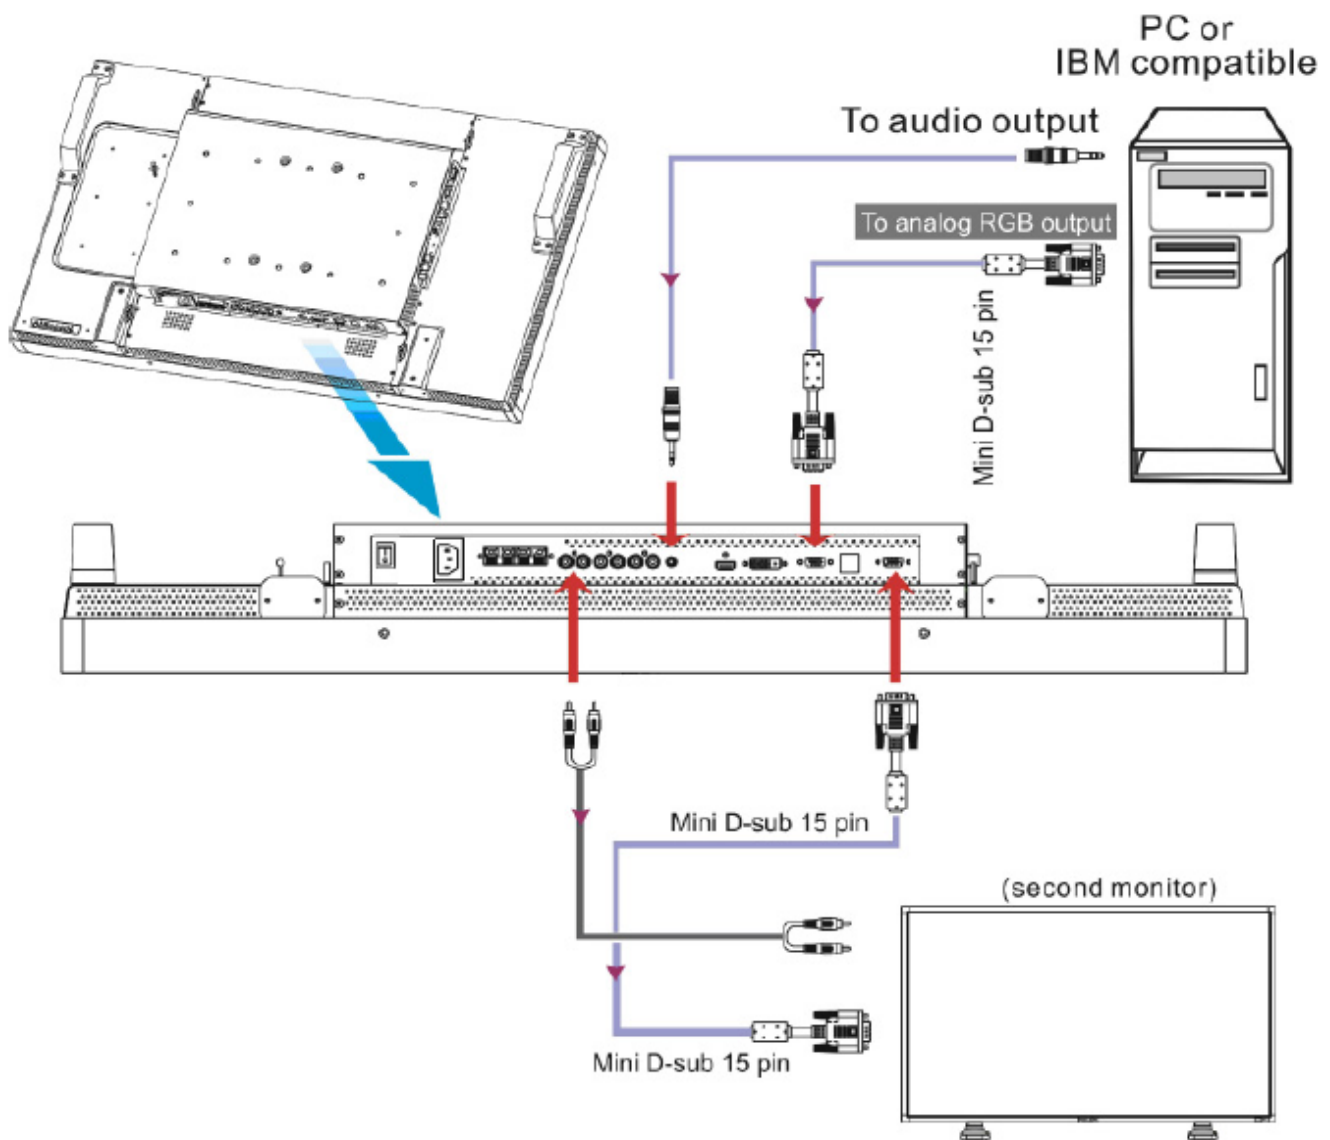 PC or
IBM compatible
To audio output
To analog RGB output
Mini D-sub 15 pin
Mini D-sub 15 pin
(second monitor)
Mini D-sub 15 pin